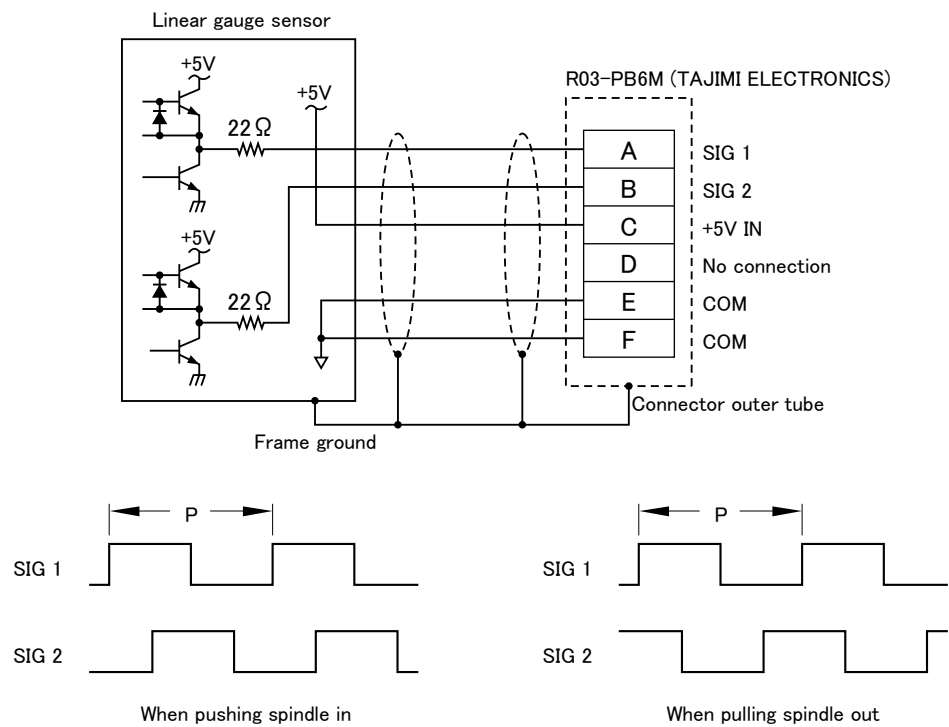 Linear gauge sensor
+5V
+5V
22Ω
R03-PB6M (TAJIMI ELECTRONICS)
A SIG 1
B SIG 2
C +5V IN
+5V
D No connection
22Ω
E COM
F COM
Connector outer tube
Frame ground
P
P
SIG 1
SIG 1
SIG 2
SIG 2
When pushing spindle in
When pulling spindle out